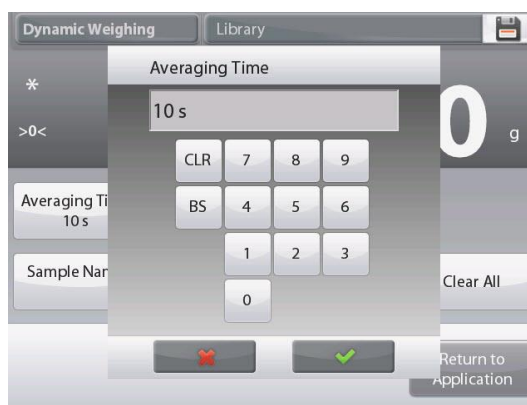 Dynamic Weighing
Library
Averaging Time
*
10 s
>0<
0
g
CLR 7 8 9
Averaging Ti
10 s
BS 4 5 6
1 2 3
Sample Nar
Clear All
0
Return to
Application